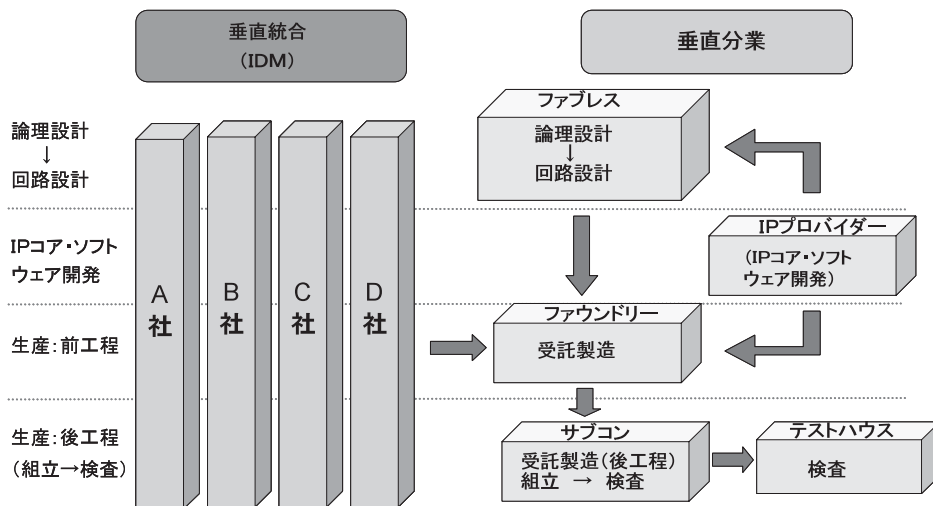 垂直統合
(IDM)
垂直分業
論理設計
↓
回路設計
IPコア・ソフト
ウェア開発
生産:前工程
生産:後工程
(組立→検査)
A
社
B
社
C
社
D
社
ファブレス
論理設計
↓
回路設計
IPプロバイダー
(IPコア・ソフト
ウェア開発)
ファウンドリー
受託製造
サブコン
受託製造(後工程)
組立 → 検査
テストハウス
検査